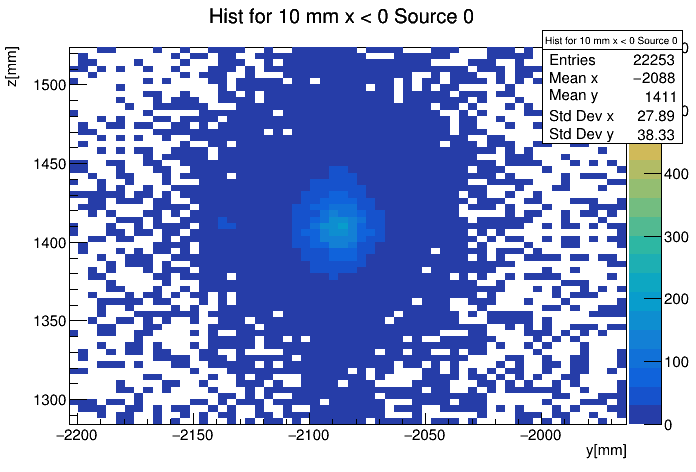 Hist for 10 mm x < 0 Source 0
z[mm]
Hist for 10 mm x < 0 Source 0
Entries 22253
Mean x −2088
Mean y 1411
Std Dev x 27.89
Std Dev y 38.33
1500
1450
1400
1350
1300
400
300
200
100
0
−2200 −2150 −2100 −2050 −2000
y[mm]